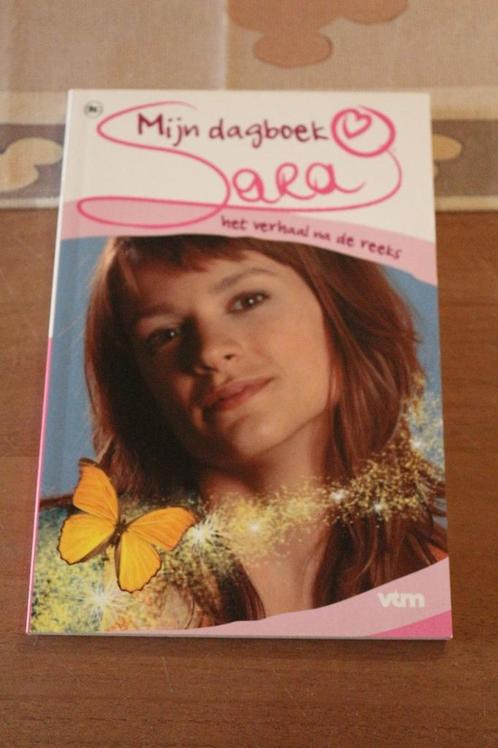 Mijn dagboek
Sara
het verhaal na de reeks
vtm